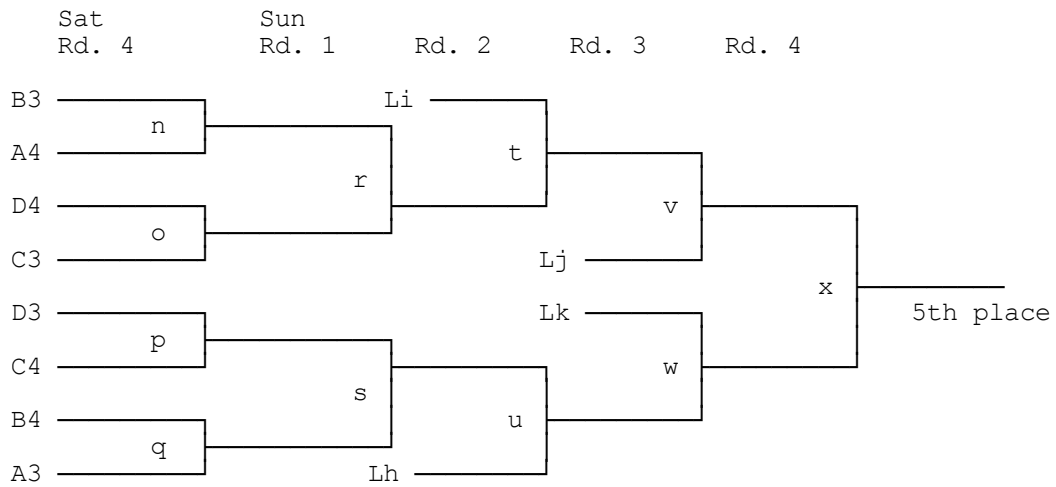 Sat Sun
Rd. 4 Rd. 1 Rd. 2 Rd. 3 Rd. 4
B3 Li
n
A4 t
r
D4 v
o
C3 Lj
x
5th place
D3 Lk
p
C4 w
s
B4 u
q
A3 Lh